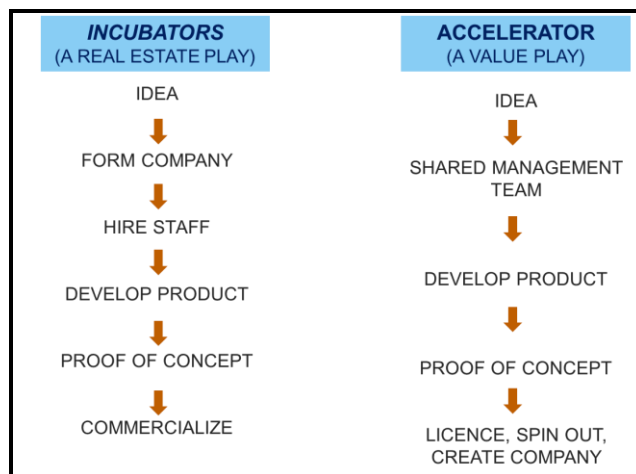 INCUBATORS
(A REAL ESTATE PLAY)
IDEA
FORM COMPANY
HIRE STAFF
DEVELOP PRODUCT
PROOF OF CONCEPT
COMMERCIALIZE
ACCELERATOR
(A VALUE PLAY)
IDEA
SHARED MANAGEMENT
TEAM
DEVELOP PRODUCT
PROOF OF CONCEPT
LICENCE, SPIN OUT,
CREATE COMPANY